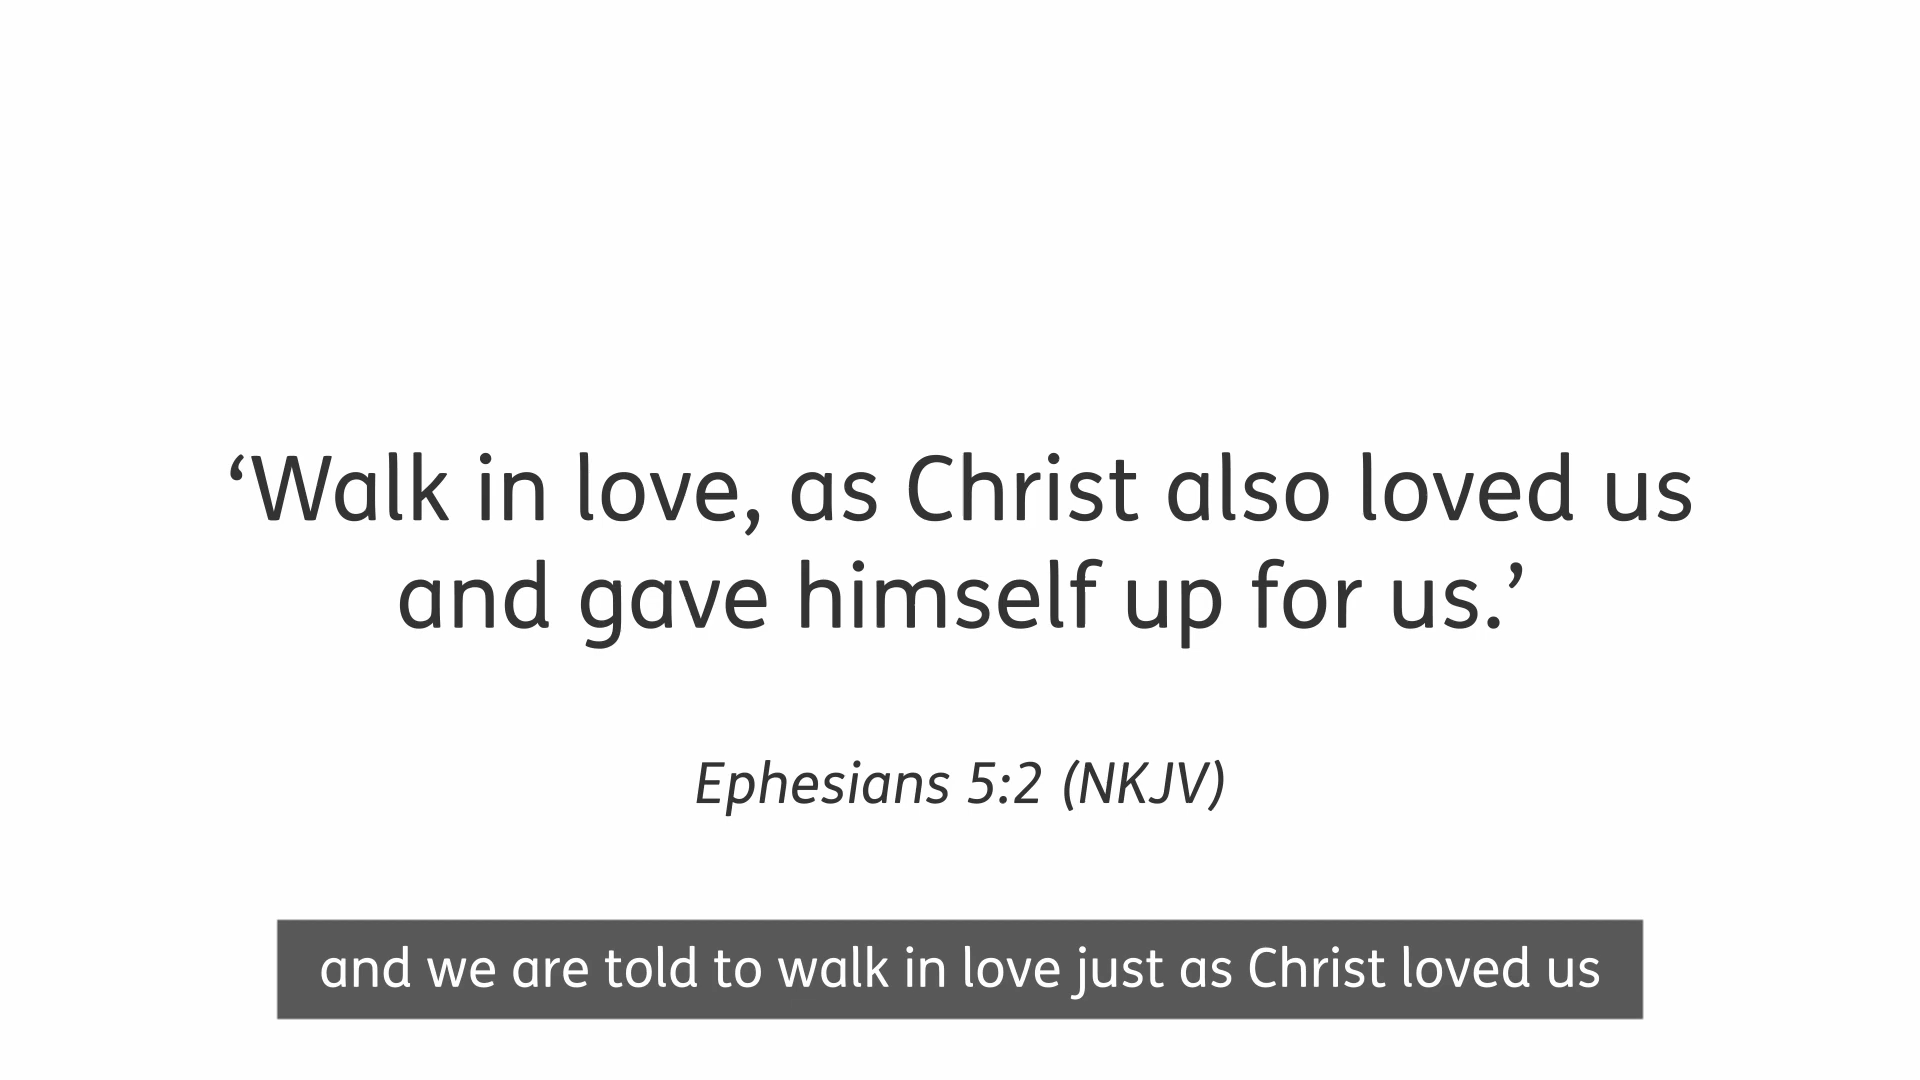 ‘Walk in love, as Christ also loved us
and gave himself up for us.’
Ephesians 5:2 (NKJV)
and we are told to walk in love just as Christ loved us